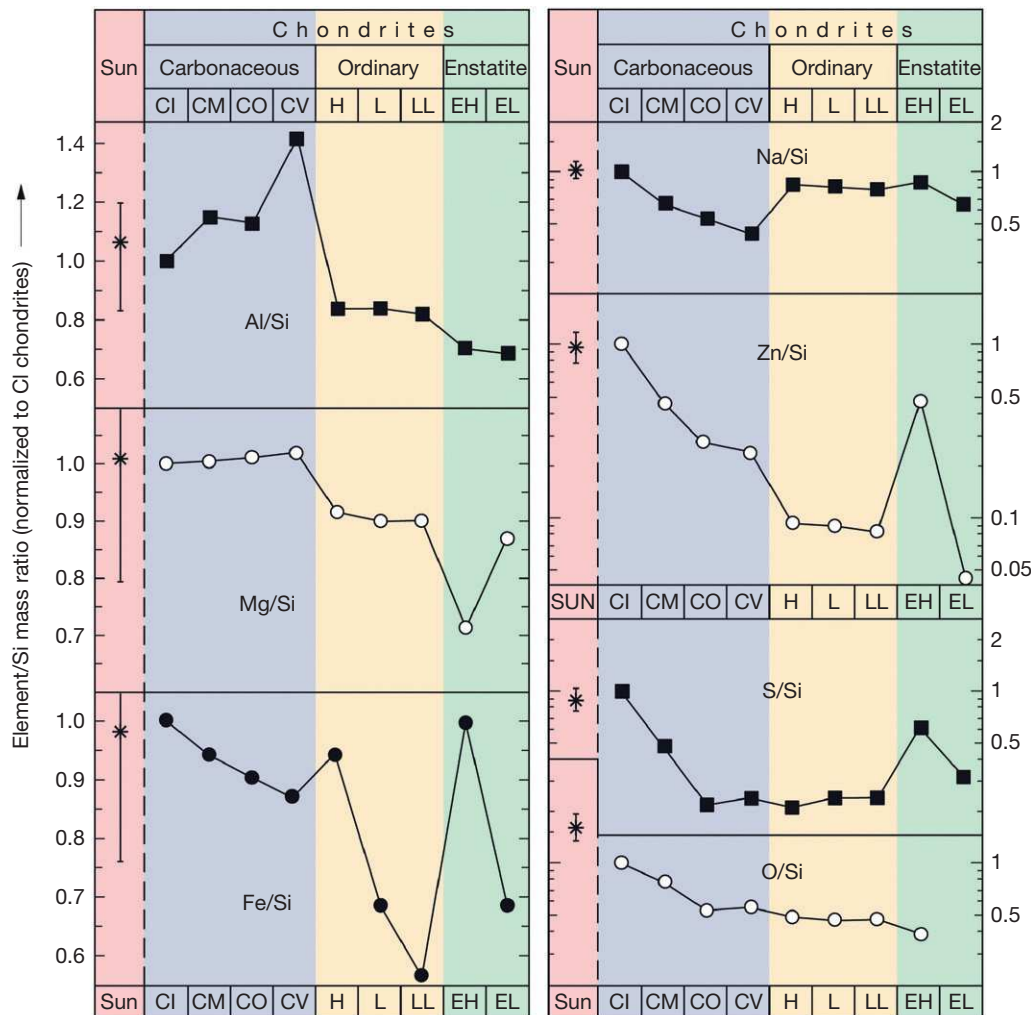 Element/Si mass ratio (normalized to CI chondrites)
Sun
Chondrites
Carbonaceous Ordinary Enstatite
CI CM CO CV H L LL EH EL
1.4
1.2
1.0
0.8
0.6
Al/Si
1.0
0.9
0.8
0.7
Mg/Si
1.0
0.9
0.8
0.7
0.6
Fe/Si
Sun CI CM CO CV H L LL EH EL
Sun
Chondrites
Carbonaceous Ordinary Enstatite
CI CM CO CV H L LL EH EL
2
Na/Si
1
0.5
Zn/Si
1
0.5
0.1
0.05
SUN CI CM CO CV H L LL EH EL
2
S/Si
1
0.5
O/Si
1
0.5
Sun CI CM CO CV H L LL EH EL